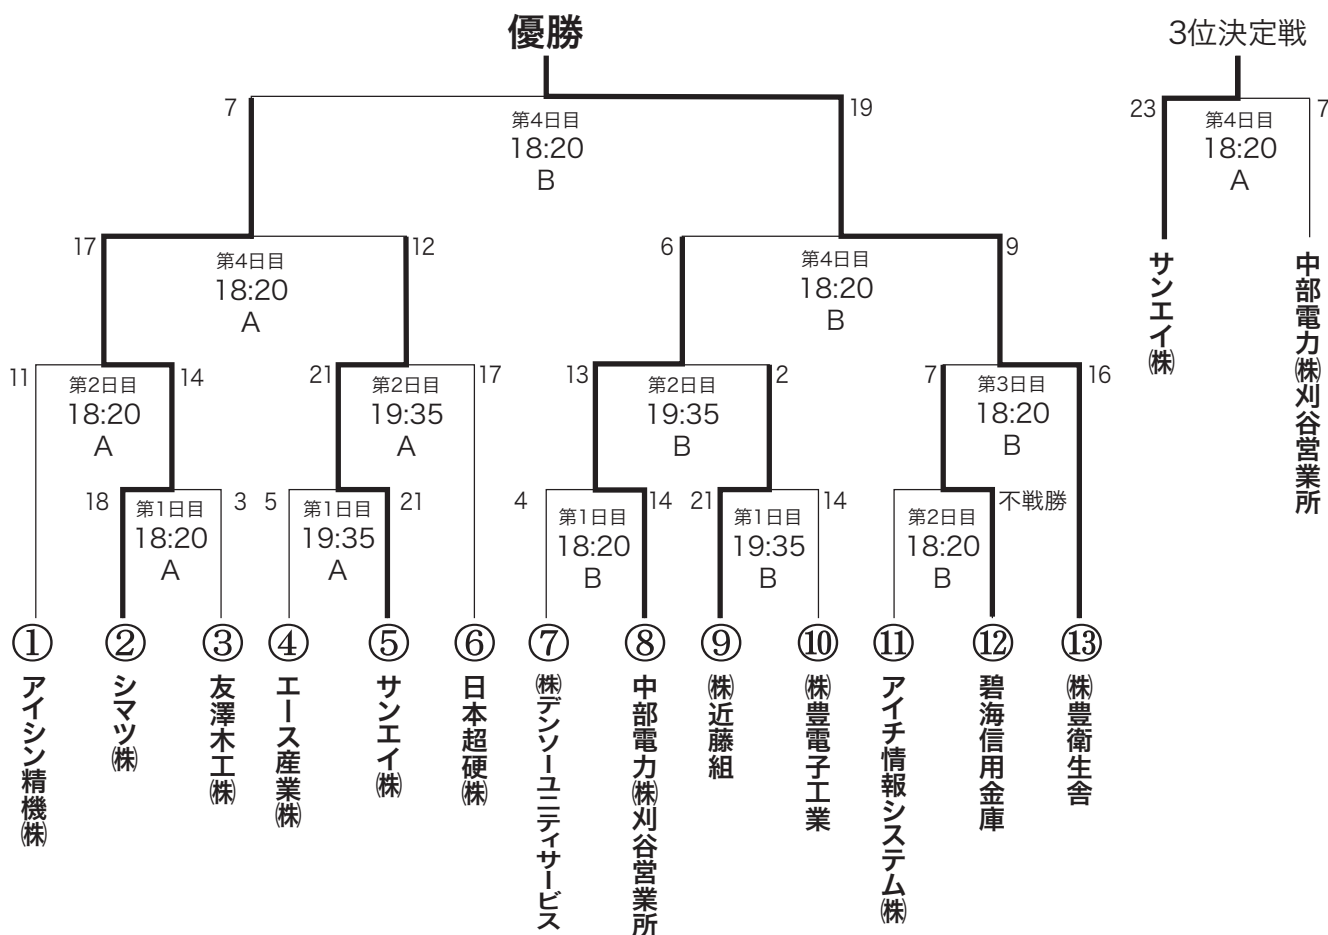 優勝
3位決定戦
7
19
第4日目
18:20
B
23
7
第4日目
18:20
A
サンエイ㈱
中部電力㈱刈谷営業所
17
12
第4日目
18:20
A
6
9
第4日目
18:20
B
11
14
第2日目
18:20
A
21
17
第2日目
19:35
A
13
2
第2日目
19:35
B
7
16
第3日目
18:20
B
18
3
第1日目
18:20
A
5
21
第1日目
19:35
A
4
14
第1日目
18:20
B
21
14
第1日目
19:35
B
不戦勝
第2日目
18:20
B
①
アイシン精機㈱
②
シマツ㈱
③
友澤木工㈱
④
エース産業㈱
⑤
サンエイ㈱
⑥
日本超硬㈱
⑦
㈱デンソーユニティサービス
⑧
中部電力㈱刈谷営業所
⑨
㈱近藤組
⑩
㈱豊電子工業
⑪
アイチ情報システム㈱
⑫
碧海信用金庫
⑬
㈱豊衛生舎